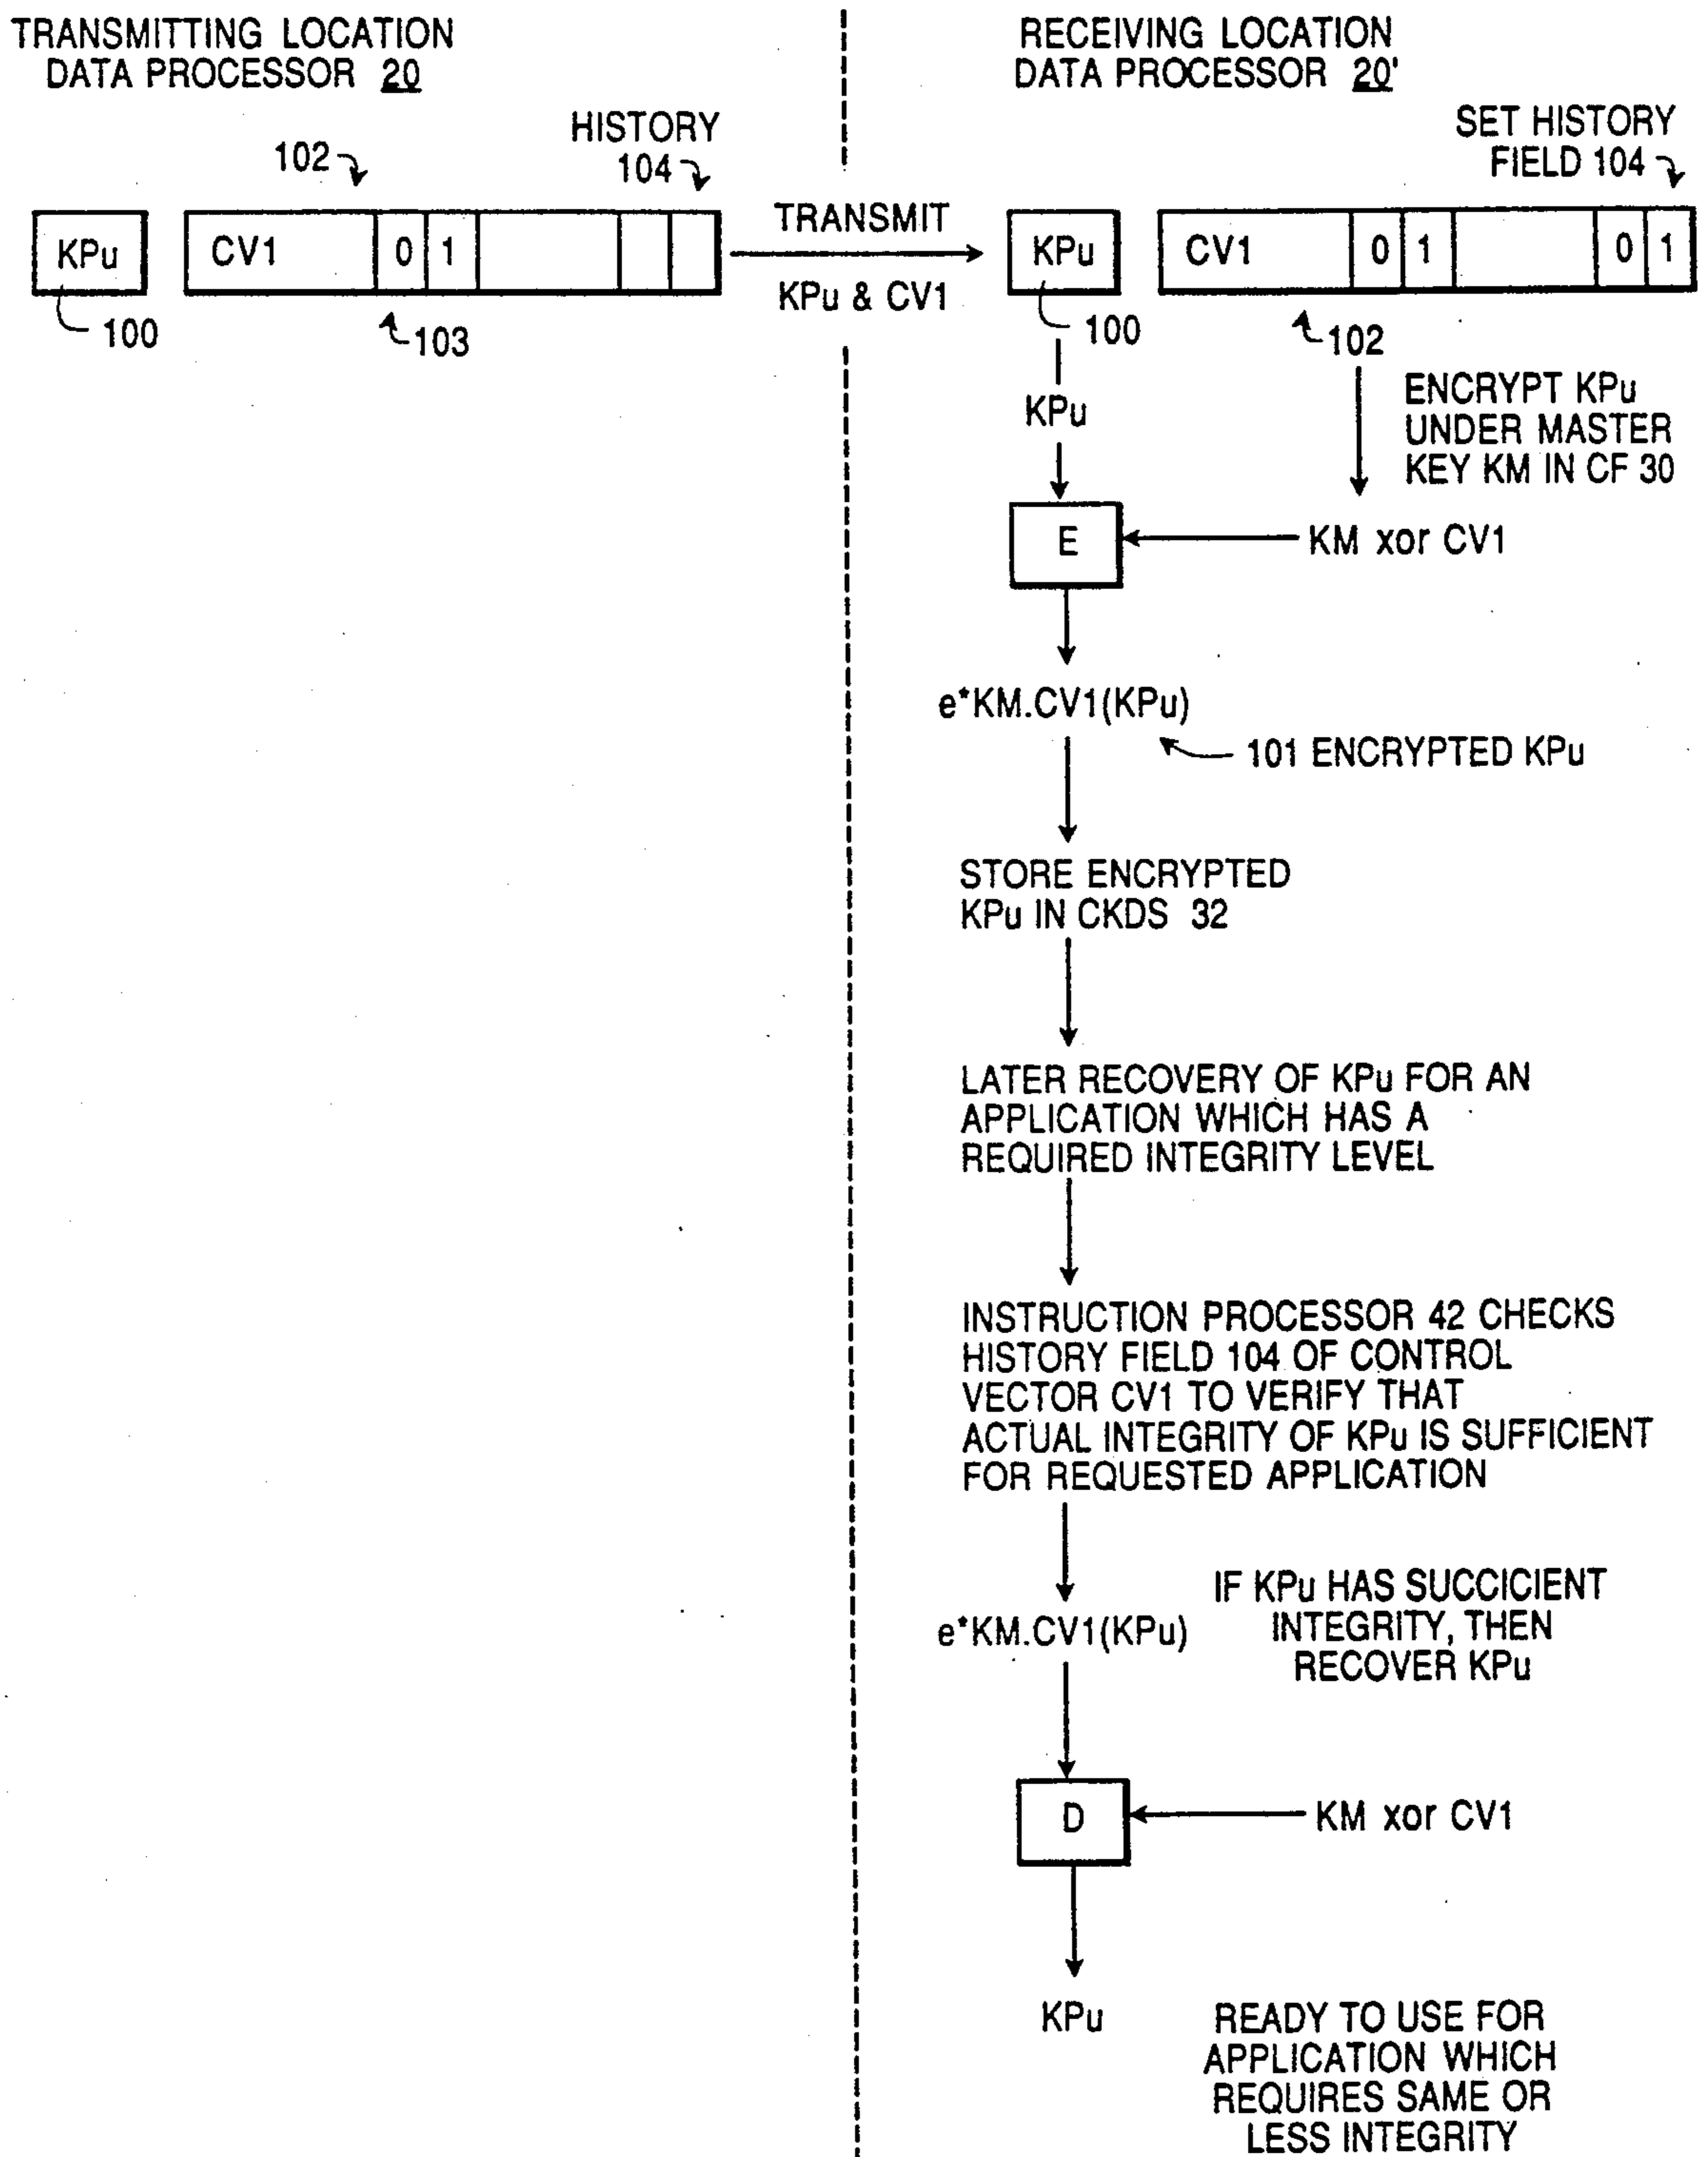 TRANSMITTING LOCATION
DATA PROCESSOR 20
RECEIVING LOCATION
DATA PROCESSOR 20'
102
HISTORY
104
SET HISTORY
FIELD 104
KPu
CV1 0 1
TRANSMIT
KPu & CV1
KPu
CV1 0 1 0 1
100
103
100
102
KPu
ENCRYPT KPu
UNDER MASTER
KEY KM IN CF 30
E
KM xor CV1
e*KM.CV1(KPu)
101 ENCRYPTED KPu
STORE ENCRYPTED
KPu IN CKDS 32
LATER RECOVERY OF KPu FOR AN
APPLICATION WHICH HAS A
REQUIRED INTEGRITY LEVEL
INSTRUCTION PROCESSOR 42 CHECKS
HISTORY FIELD 104 OF CONTROL
VECTOR CV1 TO VERIFY THAT
ACTUAL INTEGRITY OF KPu IS SUFFICIENT
FOR REQUESTED APPLICATION
e*KM.CV1(KPu)
IF KPu HAS SUCCICIENT
INTEGRITY, THEN
RECOVER KPu
D
KM xor CV1
KPu
READY TO USE FOR
APPLICATION WHICH
REQUIRES SAME OR
LESS INTEGRITY